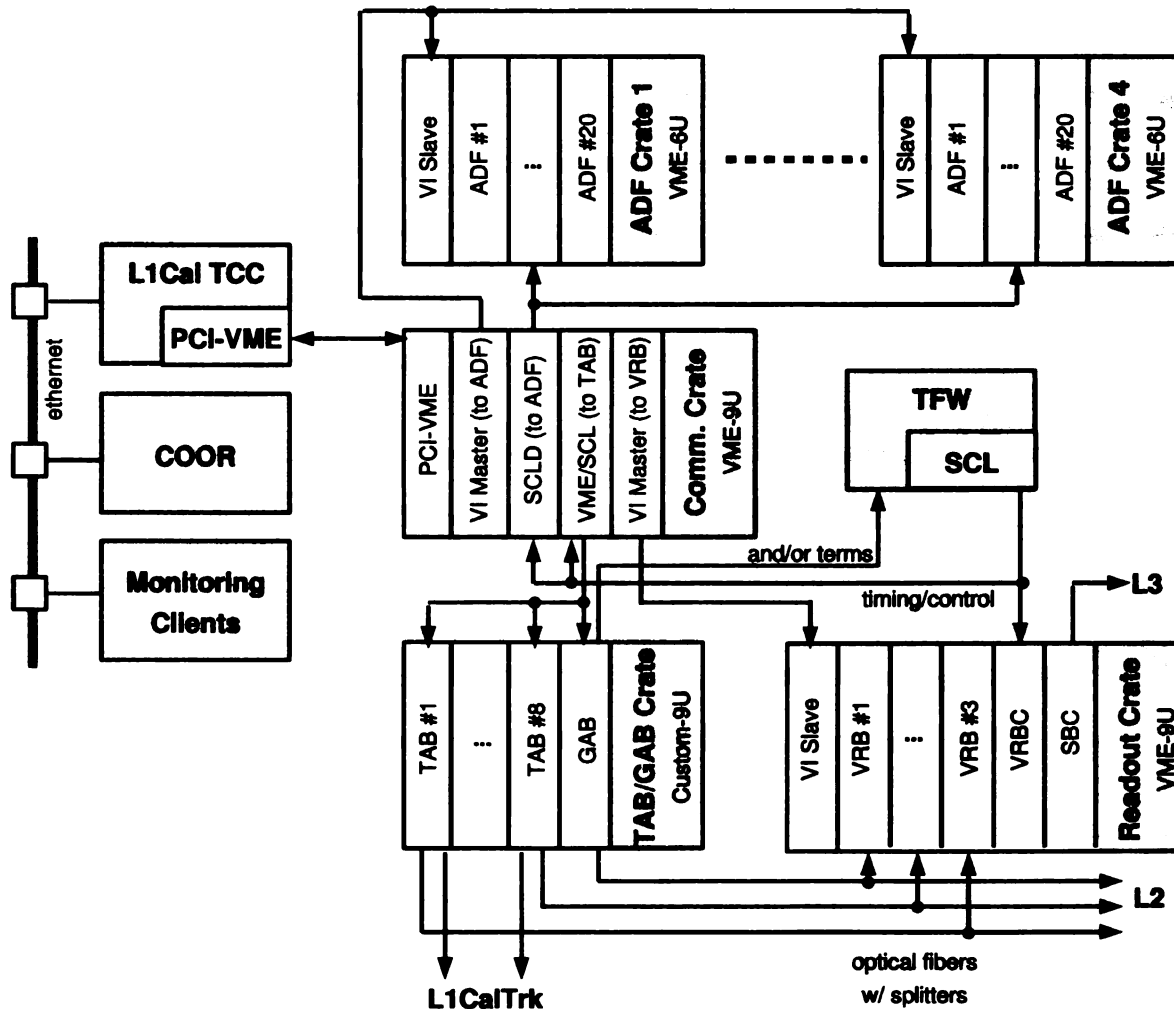 VI Slave
ADF #1
...
ADF #20
ADF Crate 1
VME-6U
VI Slave
ADF #1
...
ADF #20
ADF Crate 4
VME-6U
ethernet
L1Cal TCC
PCI-VME
COOR
Monitoring
Clients
PCI-VME
VI Master (to ADF)
SCLD (to ADF)
VME/SCL (to TAB)
VI Master (to VRB)
Comm. Crate
VME-9U
TFW
SCL
and/or terms
timing/control
L3
TAB #1
...
TAB #8
GAB
TAB/GAB Crate
Custom-9U
VI Slave
VRB #1
...
VRB #3
VRBC
SBC
Readout Crate
VME-9U
L2
L1CalTrk
optical fibers
w/ splitters